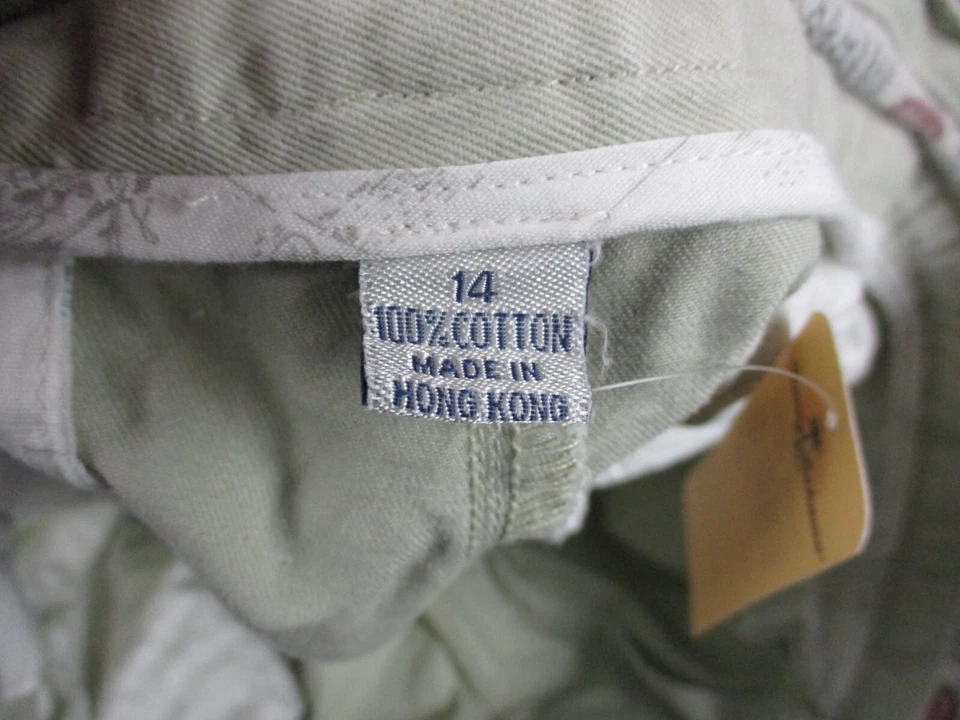 14
100% COTTON
MADE IN
HONG KONG